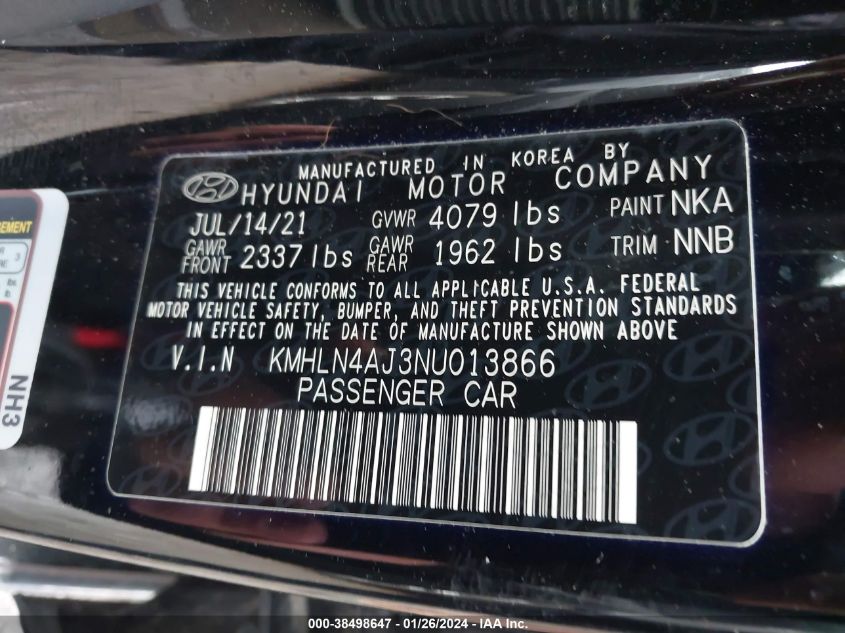 MANUFACTURED IN KOREA BY
HYUNDAI MOTOR COMPANY
JUL/14/21 GVWR 4079 lbs PAINT NKA
GAWR FRONT 2337 lbs GAWR REAR 1962 lbs TRIM NNB
THIS VEHICLE CONFORMS TO ALL APPLICABLE U.S.A. FEDERAL
MOTOR VEHICLE SAFETY, BUMPER, AND THEFT PREVENTION STANDARDS
IN EFFECT ON THE DATE OF MANUFACTURE SHOWN ABOVE
V.I.N KMHLN4AJ3NU013866
PASSENGER CAR
NH3
000-38498647 - 01/26/2024 - © IAA Inc.